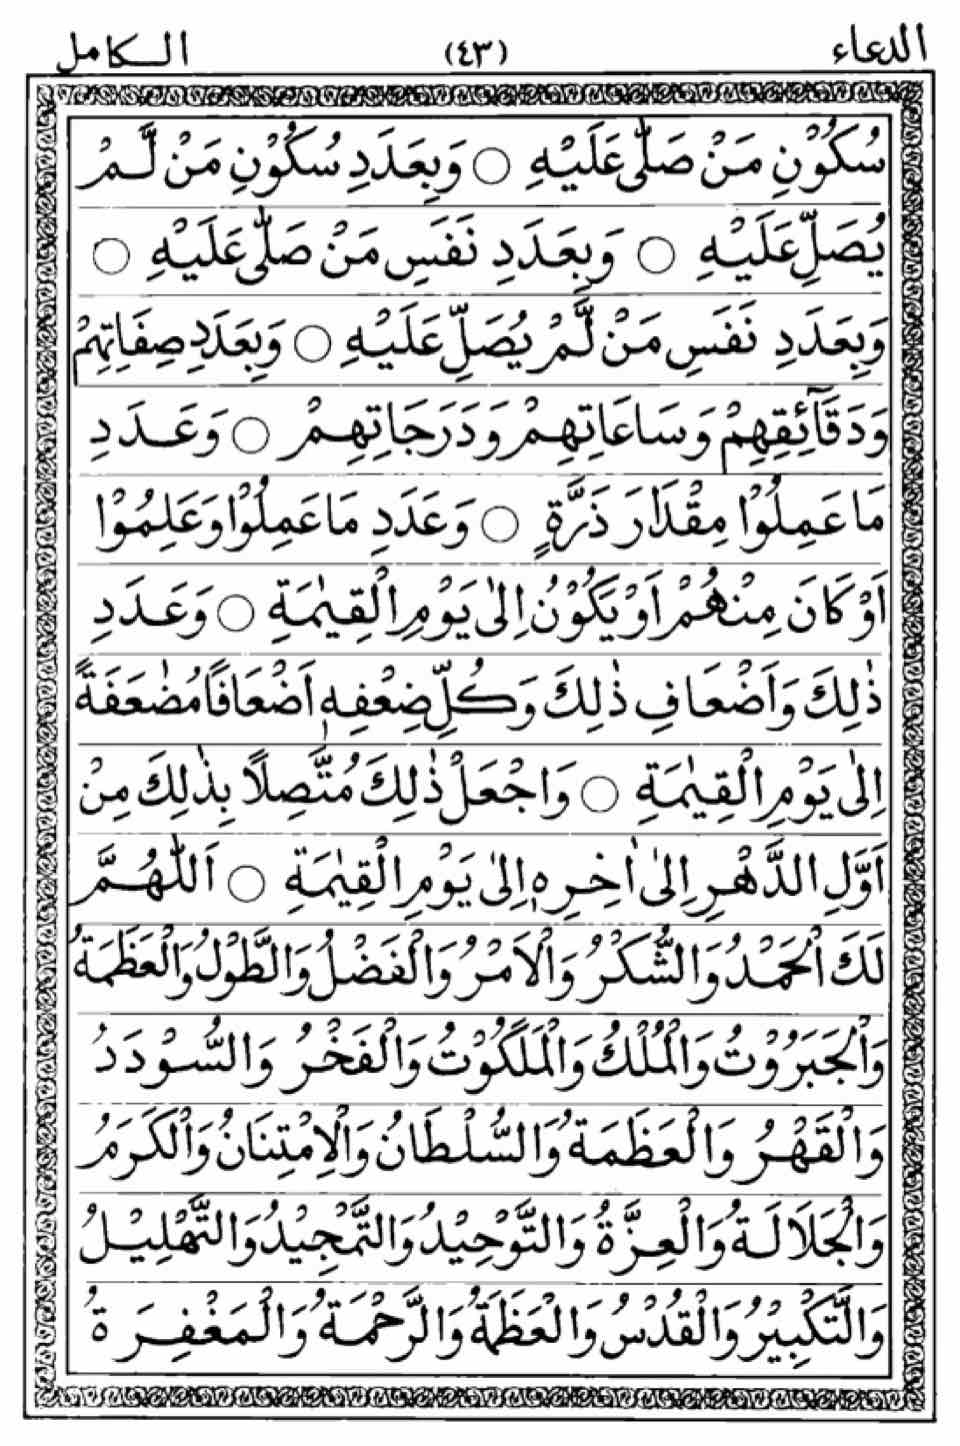 الدعاء (٤٣) الكامل
سُكُوْنِ مَنْ صَلّٰى عَلَيْهِ ○ وَبِعَدَدِ سُكُوْنِ مَنْ لَّمْ
يُصَلِّ عَلَيْهِ ○ وَبِعَدَدِ نَفَسِ مَنْ صَلّٰى عَلَيْهِ ○
وَبِعَدَدِ نَفَسِ مَنْ لَّمْ يُصَلِّ عَلَيْهِ ○ وَبِعَدَدِ صِفَاتِهِمْ
وَدَقَآئِقِهِمْ وَسَاعَاتِهِمْ وَدَرَجَاتِهِمْ ○ وَعَدَدِ
مَا عَمِلُوْا مِقْدَارَ ذَرَّةٍ ○ وَعَدَدِ مَا عَمِلُوْا وَعَلِمُوْا
اَوْ كَانَ مِنْهُمْ اَوْ يَكُوْنُ اِلٰى يَوْمِ الْقِيٰمَةِ ○ وَعَدَدِ
ذٰلِكَ وَاَضْعَافِ ذٰلِكَ وَكُلِّ ضِعْفِهٖ اَضْعَافًا مُضٰعَفَةً
اِلٰى يَوْمِ الْقِيٰمَةِ ○ وَاجْعَلْ ذٰلِكَ مُتَّصِلًا بِذٰلِكَ مِنْ
اَوَّلِ الدَّهْرِ اِلٰى اٰخِرِهٖ اِلٰى يَوْمِ الْقِيٰمَةِ ○ اَللّٰهُمَّ
لَكَ الْحَمْدُ وَالشُّكْرُ وَالْاَمْرُ وَالْفَضْلُ وَالطَّوْلُ وَالْعَظَمَةُ
وَالْجَبَرُوْتُ وَالْمُلْكُ وَالْمَلَكُوْتُ وَالْفَخْرُ وَالسُّوْدَدُ
وَالْقَهْرُ وَالْعَظَمَةُ وَالسُّلْطَانُ وَالْاِمْتِنَانُ وَالْكَرَمُ
وَالْجَلَالَةُ وَالْعِزَّةُ وَالتَّوْحِيْدُ وَالتَّمْجِيْدُ وَالتَّهْلِيْلُ
وَالتَّكْبِيْرُ وَالْقُدْسُ وَالْعَظَمَةُ وَالرَّحْمَةُ وَالْمَغْفِرَةُ